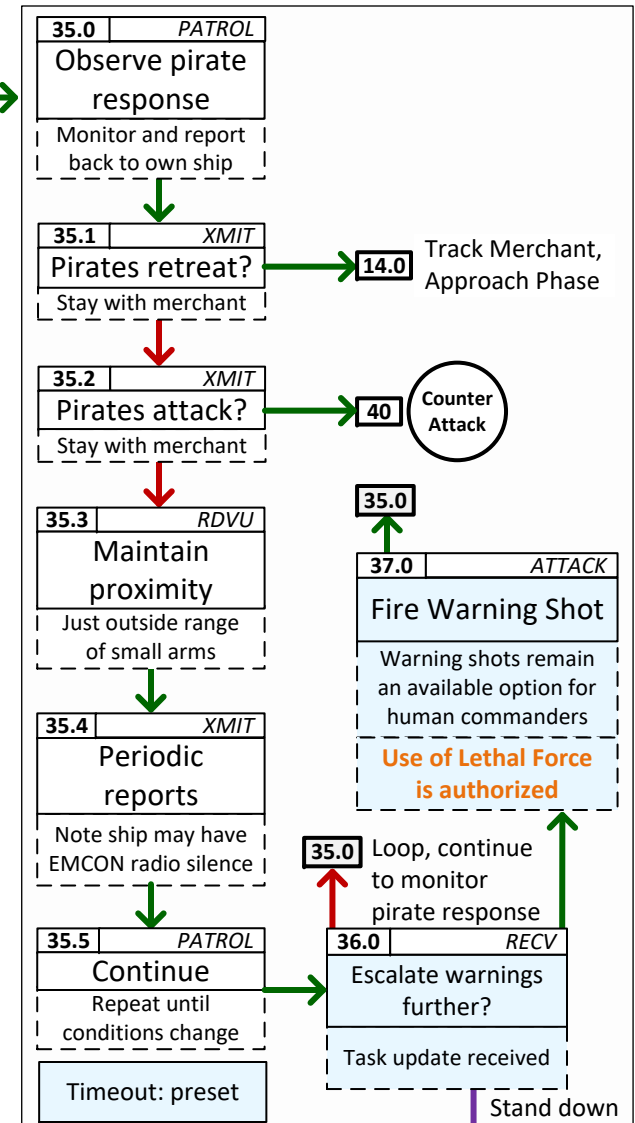 35.0 PATROL
Observe pirate
response
Monitor and report
back to own ship
35.1 XMIT
Pirates retreat?
Stay with merchant
14.0
Track Merchant,
Approach Phase
35.2 XMIT
Pirates attack?
Stay with merchant
40
Counter
Attack
35.3 RDVU
Maintain
proximity
Just outside range
of small arms
35.4 XMIT
Periodic
reports
Note ship may have
EMCON radio silence
35.5 PATROL
Continue
Repeat until
conditions change
Timeout: preset
35.0
37.0 ATTACK
Fire Warning Shot
Warning shots remain
an available option for
human commanders
Use of Lethal Force
is authorized
35.0
Loop, continue
to monitor
pirate response
36.0 RECV
Escalate warnings
further?
Task update received
Stand down